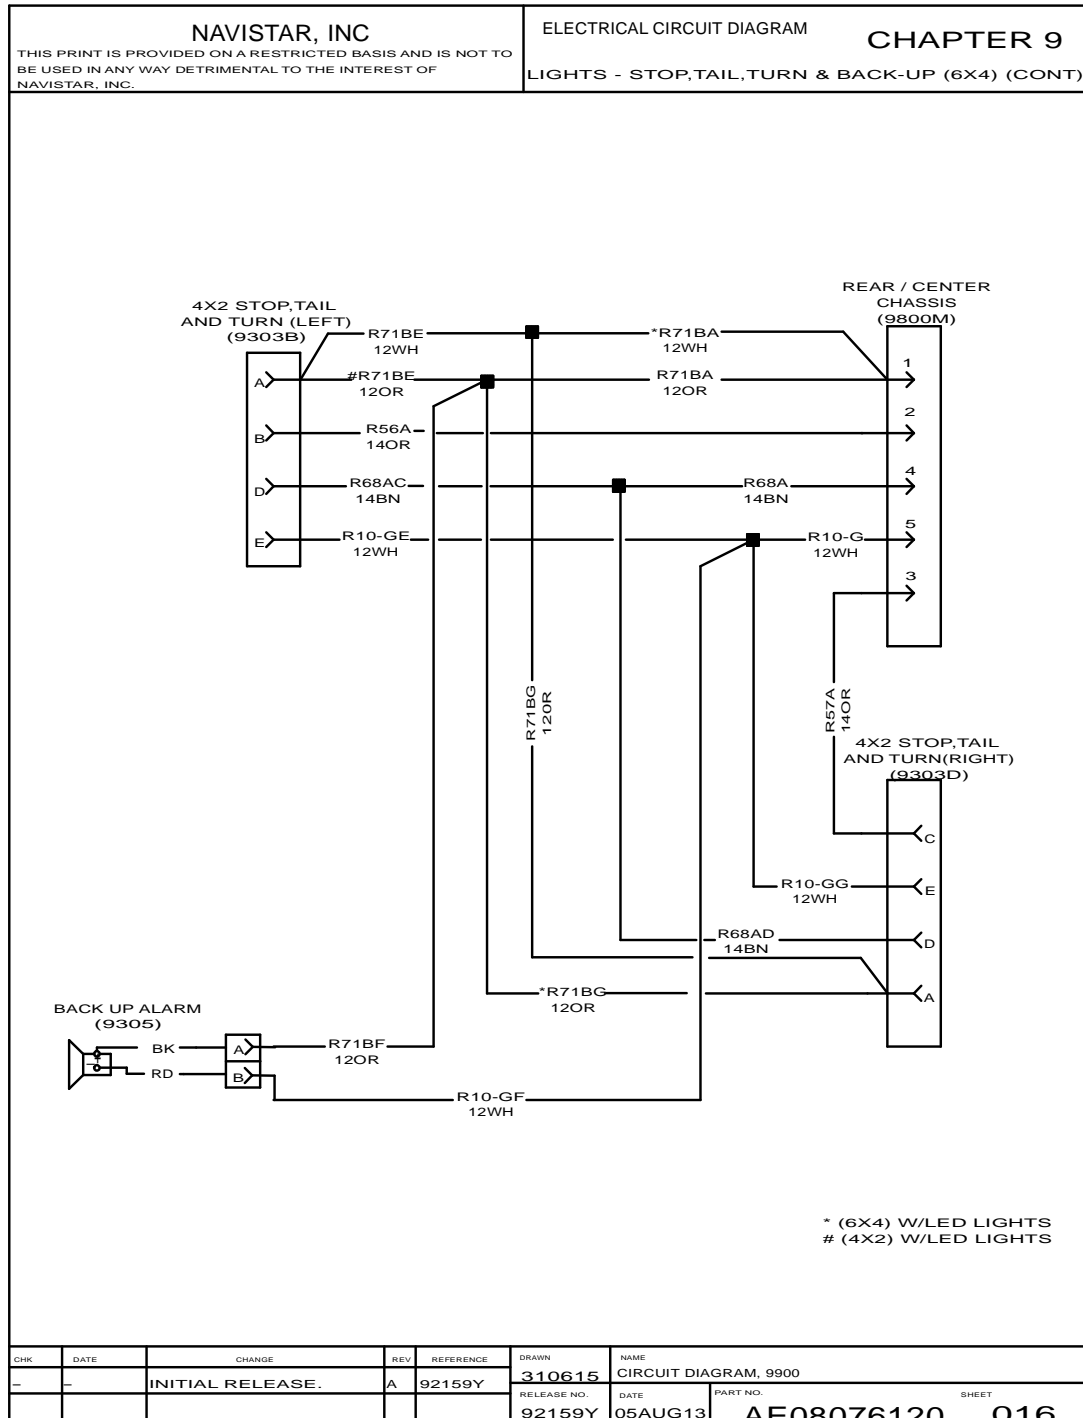 NAVISTAR, INC
THIS PRINT IS PROVIDED ON A RESTRICTED BASIS AND IS NOT TO
BE USED IN ANY WAY DETRIMENTAL TO THE INTEREST OF
NAVISTAR, INC.
ELECTRICAL CIRCUIT DIAGRAM
CHAPTER 9
LIGHTS - STOP,TAIL,TURN & BACK-UP (6X4) (CONT)
4X2 STOP,TAIL
AND TURN (LEFT)
(9303B)
REAR / CENTER
CHASSIS
(9800M)
R71BE
12WH
*R71BA
12WH
1
A
#R71BE
12OR
R71BA
12OR
2
B
R56A
14OR
4
D
R68AC
14BN
R68A
14BN
5
E
R10-GE
12WH
R10-G
12WH
3
R71BG
12OR
R57A
14OR
4X2 STOP,TAIL
AND TURN(RIGHT)
(9303D)
C
R10-GG
12WH
E
R68AD
14BN
D
*R71BG
12OR
A
BACK UP ALARM
(9305)
BK
A
R71BF
12OR
RD
B
R10-GF
12WH
* (6X4) W/LED LIGHTS
# (4X2) W/LED LIGHTS
CHK DATE CHANGE REV REFERENCE
- - INITIAL RELEASE. A 92159Y
DRAWN
310615
NAME
CIRCUIT DIAGRAM, 9900
RELEASE NO.
92159Y
DATE
05AUG13
PART NO.
AE08076120
SHEET
016